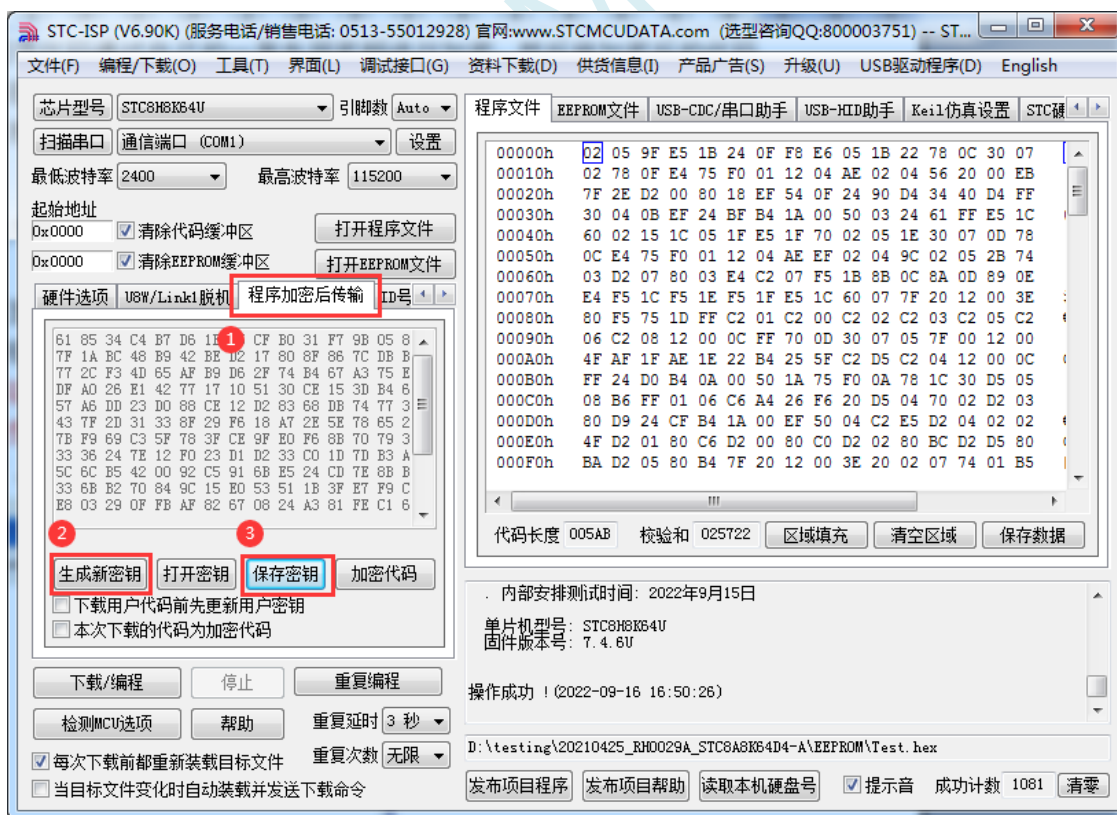 STC-ISP (V6.90K) (服务电话/销售电话: 0513-55012928) 官网:www.STCMCUDATA.com (选型咨询QQ:800003751) -- ST...
文件(F) 编程/下载(O) 工具(T) 界面(L) 调试接口(G) 资料下载(D) 供货信息(I) 产品广告(S) 升级(U) USB驱动程序(D) English
芯片型号 STC8H8K64U 引脚数 Auto
扫描串口 通信端口 (COM1) 设置
最低波特率 2400 最高波特率 115200
起始地址
0x0000 清除代码缓冲区 打开程序文件
0x0000 清除EEPROM缓冲区 打开EEPROM文件
硬件选项 U8W/Link1脱机 程序加密后传输 ID号
1
61 85 34 C4 B7 D6 1E CF B0 31 F7 9B 05 8
7F 1A BC 48 B9 42 BE D2 17 80 8F 86 7C DB B
77 2C F3 4D 65 AF B9 D6 2F 74 B4 67 A3 75 E
DF A0 26 E1 42 77 17 10 51 30 CE 15 3D B4 6
57 A6 DD 23 D0 88 CE 12 D2 83 68 DB 74 77 3
43 7F 2D 31 33 8F 29 F6 18 A7 2E 5E 78 65 2
7B F9 69 C3 5F 78 3F CE 9F E0 F6 8B 70 79 3
33 36 24 7E 12 F0 23 D1 D2 33 C0 1D 7D B3 A
5C 6C B5 42 00 92 C5 91 6B E5 24 CD 7E 8B B
33 6B B2 70 84 9C 15 E0 53 51 1B 3F E7 F9 C
E8 03 29 0F FB AF 82 67 08 24 A3 81 FE C1 6
2 3
生成新密钥 打开密钥 保存密钥 加密代码
下载用户代码前先更新用户密钥
本次下载的代码为加密代码
下载/编程 停止 重复编程
检测MCU选项 帮助 重复延时 3 秒
每次下载前都重新装载目标文件 重复次数 无限
当目标文件变化时自动装载并发送下载命令
程序文件 EEPROM文件 USB-CDC/串口助手 USB-HID助手 Keil仿真设置 STC硬
00000h 02 05 9F E5 1B 24 0F F8 E6 05 1B 22 78 0C 30 07
00010h 02 78 0F E4 75 F0 01 12 04 AE 02 04 56 20 00 EB
00020h 7F 2E D2 00 80 18 EF 54 0F 24 90 D4 34 40 D4 FF
00030h 30 04 0B EF 24 BF B4 1A 00 50 03 24 61 FF E5 1C
00040h 60 02 15 1C 05 1F E5 1F 70 02 05 1E 30 07 0D 78
00050h 0C E4 75 F0 01 12 04 AE EF 02 04 9C 02 05 2B 74
00060h 03 D2 07 80 03 E4 C2 07 F5 1B 8B 0C 8A 0D 89 0E
00070h E4 F5 1C F5 1E F5 1F E5 1C 60 07 7F 20 12 00 3E
00080h 80 F5 75 1D FF C2 01 C2 00 C2 02 C2 03 C2 05 C2
00090h 06 C2 08 12 00 0C FF 70 0D 30 07 05 7F 00 12 00
000A0h 4F AF 1F AE 1E 22 B4 25 5F C2 D5 C2 04 12 00 0C
000B0h FF 24 D0 B4 0A 00 50 1A 75 F0 0A 78 1C 30 D5 05
000C0h 08 B6 FF 01 06 C6 A4 26 F6 20 D5 04 70 02 D2 03
000D0h 80 D9 24 CF B4 1A 00 EF 50 04 C2 E5 D2 04 02 02
000E0h 4F D2 01 80 C6 D2 00 80 C0 D2 02 80 BC D2 D5 80
000F0h BA D2 05 80 B4 7F 20 12 00 3E 20 02 07 74 01 B5
代码长度 005AB 校验和 025722 区域填充 清空区域 保存数据
. 内部安排测试时间: 2022年9月15日
单片机型号: STC8H8K64U
固件版本号: 7.4.6U
操作成功 !(2022-09-16 16:50:26)
D:\testing\20210425_RH0029A_STC8A8K64D4-A\EEPROM\Test.hex
发布项目程序 发布项目帮助 读取本机硬盘号 提示音 成功计数 1081 清零